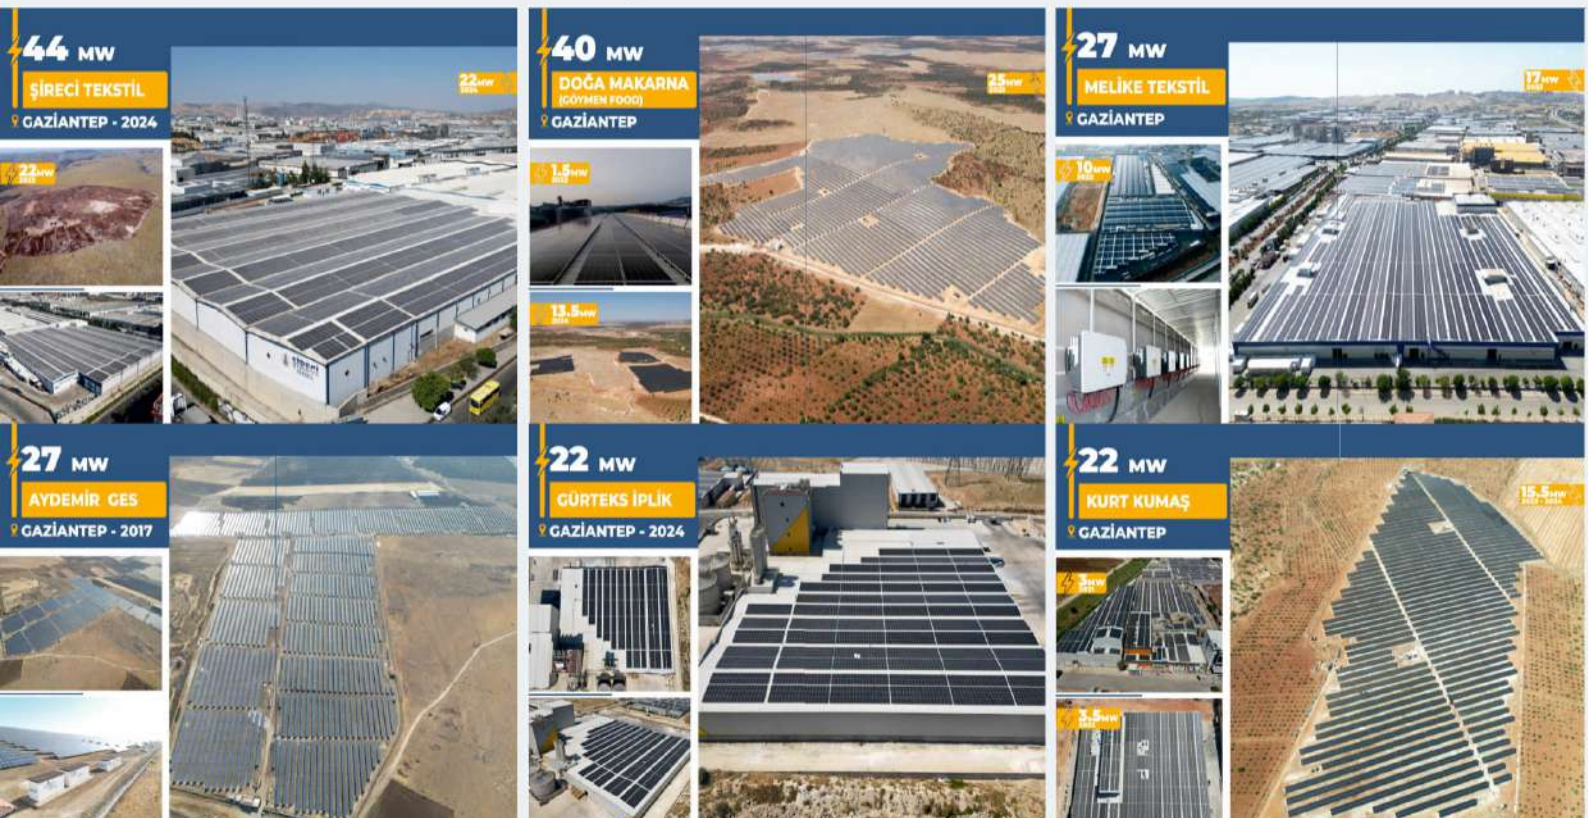 44 MW
ŞİRECİ TEKSTİL
GAZİANTEP - 2024
22MW
2024
22MW
40 MW
DOĞA MAKARNA
(GÖYMEN FOOD)
GAZİANTEP
25MW
1.5MW
13.5MW
2024
27 MW
MELİKE TEKSTİL
GAZİANTEP
17MW
10MW
27 MW
AYDEMİR GES
GAZİANTEP - 2017
22 MW
GÜRTEKS İPLİK
GAZİANTEP - 2024
22 MW
KURT KUMAŞ
GAZİANTEP
15.5MW
3MW
3.5MW